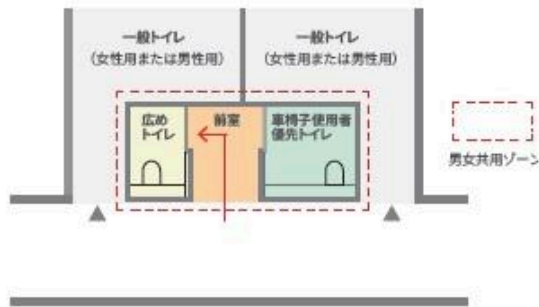 一般トイレ
(女性用または男性用)
一般トイレ
(女性用または男性用)
広め
トイレ
前室
車椅子使用者
優先トイレ
男女共用ゾーン